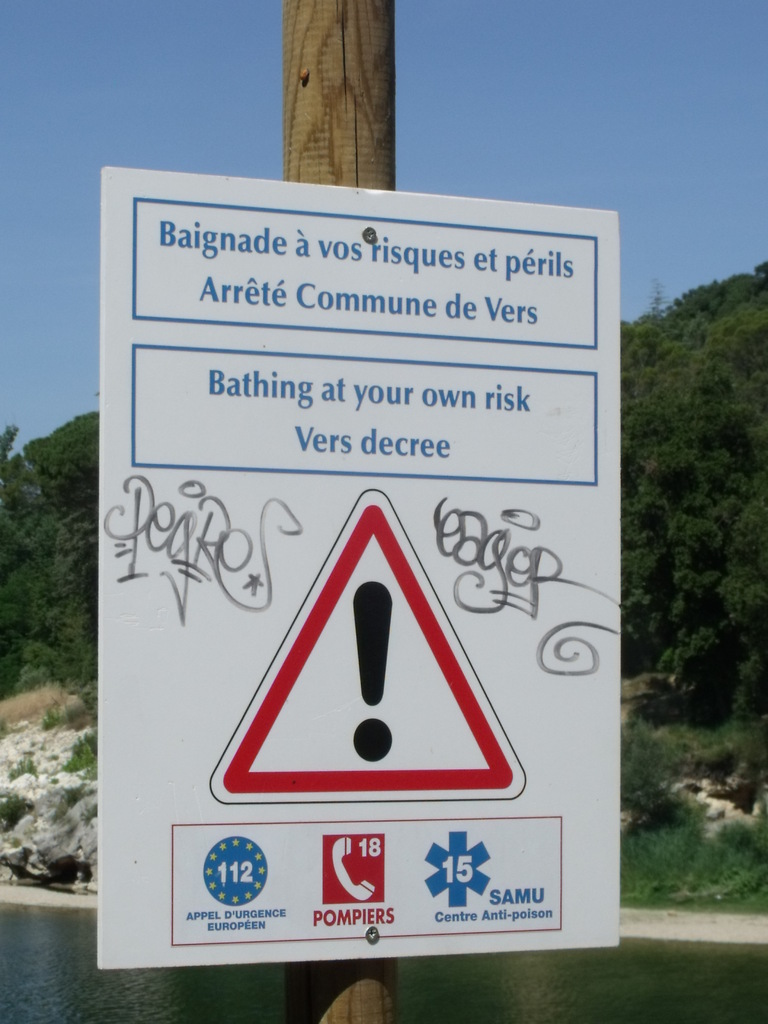 Baignade à vos risques et périls
Arrêté Commune de Vers
Bathing at your own risk
Vers decree
!
112
APPEL D'URGENCE
EUROPÉEN
18
POMPIERS
15
SAMU
Centre Anti-poison